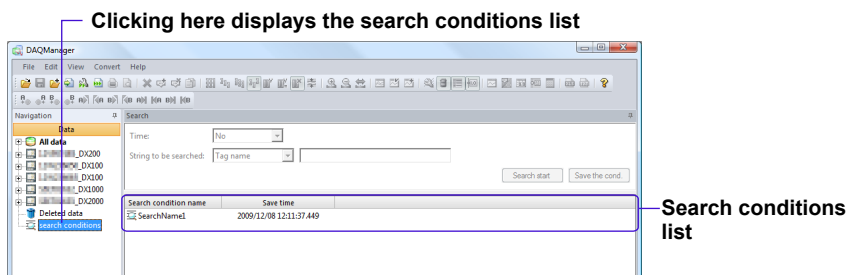 Clicking here displays the search conditions list
DAQManager
File Edit View Convert Help
Navigation
Search
Data
All data
_DX200
_DX100
_DX100
_DX1000
_DX2000
Deleted data
search conditions
Time: No
String to be searched: Tag name
Search start Save the cond.
Search condition name Save time
SearchName1 2009/12/08 12:11:37.449
Search conditions
list